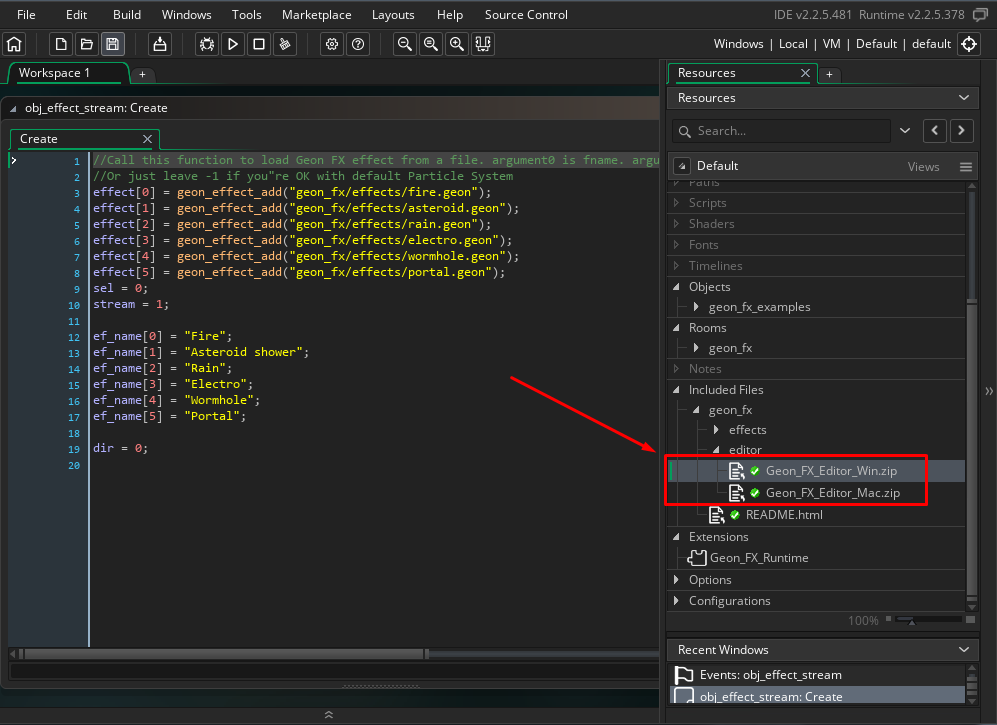 File Edit Build Windows Tools Marketplace Layouts Help Source Control IDE v2.2.5.481 Runtime v2.2.5.378
Windows | Local | VM | Default | default
Workspace 1
+
obj_effect_stream: Create
Create
1 //Call this function to load Geon FX effect from a file. argument0 is fname. argu
2 //Or just leave -1 if you"re OK with default Particle System
3 effect[0] = geon_effect_add("geon_fx/effects/fire.geon");
4 effect[1] = geon_effect_add("geon_fx/effects/asteroid.geon");
5 effect[2] = geon_effect_add("geon_fx/effects/rain.geon");
6 effect[3] = geon_effect_add("geon_fx/effects/electro.geon");
7 effect[4] = geon_effect_add("geon_fx/effects/wormhole.geon");
8 effect[5] = geon_effect_add("geon_fx/effects/portal.geon");
9 sel = 0;
10 stream = 1;
11
12 ef_name[0] = "Fire";
13 ef_name[1] = "Asteroid shower";
14 ef_name[2] = "Rain";
15 ef_name[3] = "Electro";
16 ef_name[4] = "Wormhole";
17 ef_name[5] = "Portal";
18
19 dir = 0;
20
Resources
+
Resources
Search...
Default Views
Paths
Scripts
Shaders
Fonts
Timelines
Objects
geon_fx_examples
Rooms
geon_fx
Notes
Included Files
geon_fx
effects
editor
Geon_FX_Editor_Win.zip
Geon_FX_Editor_Mac.zip
README.html
Extensions
Geon_FX_Runtime
Options
Configurations
100%
Recent Windows
Events: obj_effect_stream
obj_effect_stream: Create